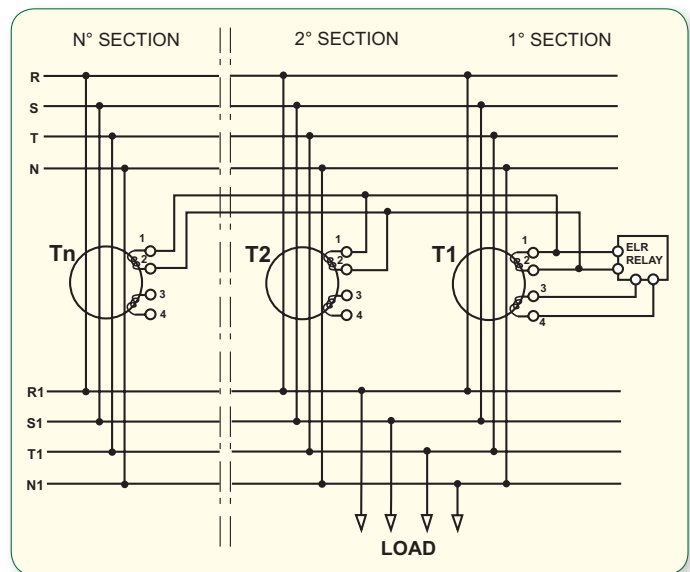 N° SECTION 2° SECTION 1° SECTION
R
S
T
N
Tn 1 2 3 4
T2 1 2 3 4
T1 1 2 3 4
ELR
RELAY
R1
S1
T1
N1
LOAD